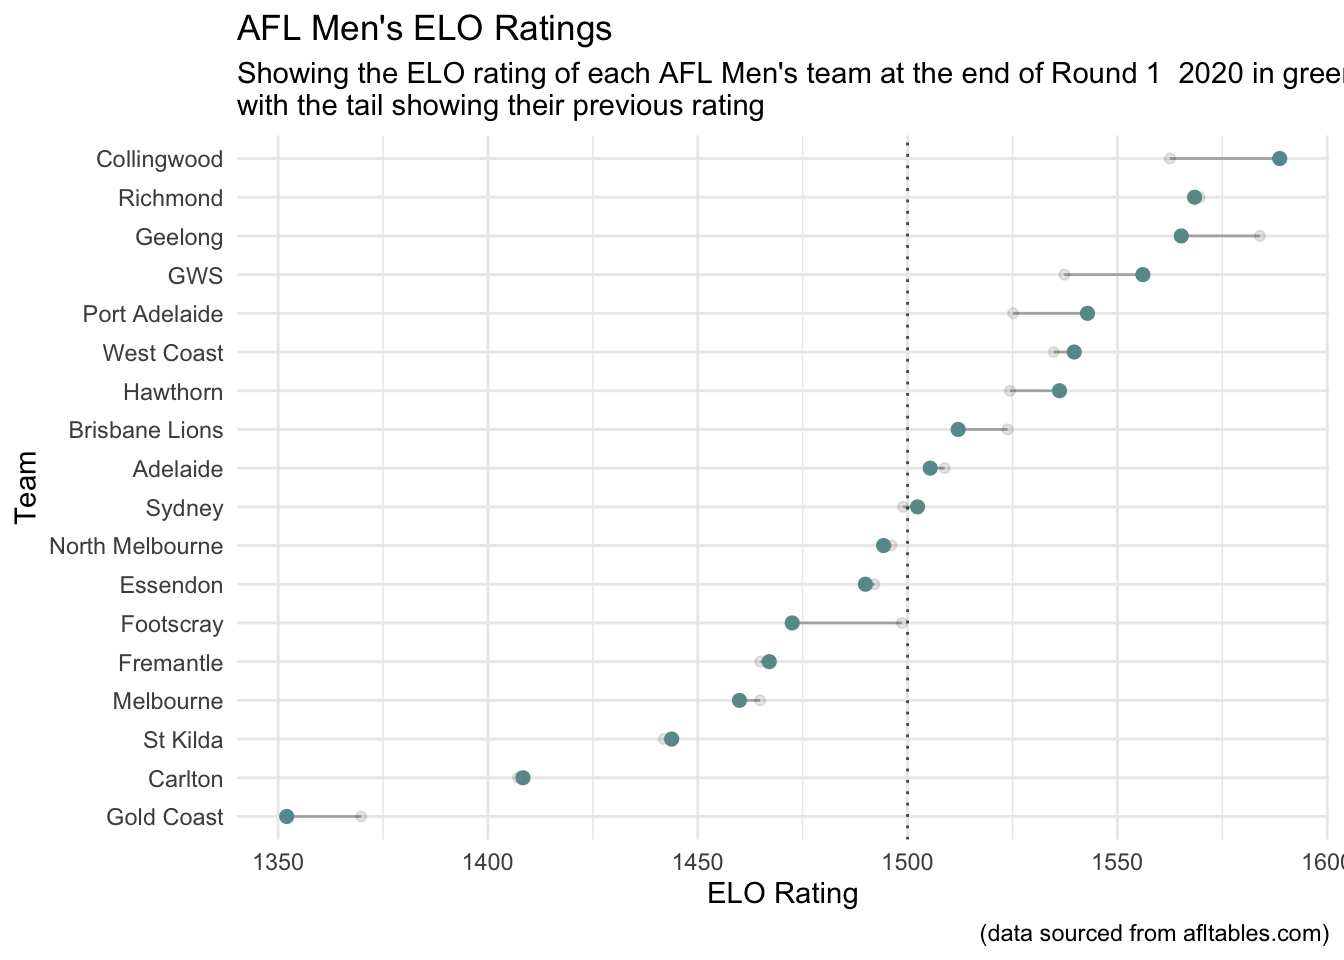 AFL Men's ELO Ratings
Showing the ELO rating of each AFL Men's team at the end of Round 1  2020 in
with the tail showing their previous rating
Collingwood
Richmond
Geelong
GWS
Port Adelaide
West Coast
Hawthorn
Brisbane Lions
Adelaide
Sydney
North Melbourne
Essendon
Footscray
Fremantle
Melbourne
St Kilda
Carlton
Gold Coast
Team
1350 1400 1450 1500 1550 1600
ELO Rating
(data sourced from afltables.com)